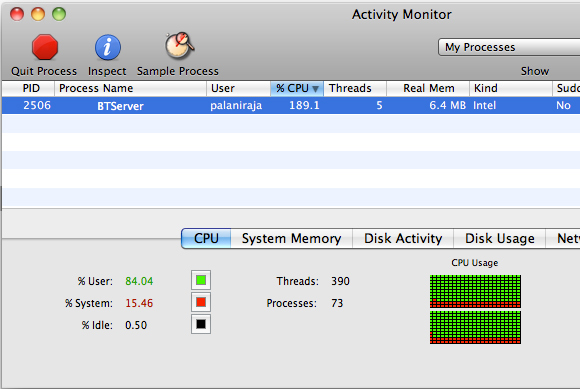 Activity Monitor
My Processes
Quit Process Inspect Sample Process Show
PID Process Name User % CPU Threads Real Mem Kind
2506 BTServer palaniraja 189.1 5 6.4 MB Intel No
CPU System Memory Disk Activity Disk Usage
CPU Usage
% User: 84.04 Threads: 390
% System: 15.46 Processes: 73
% Idle: 0.50